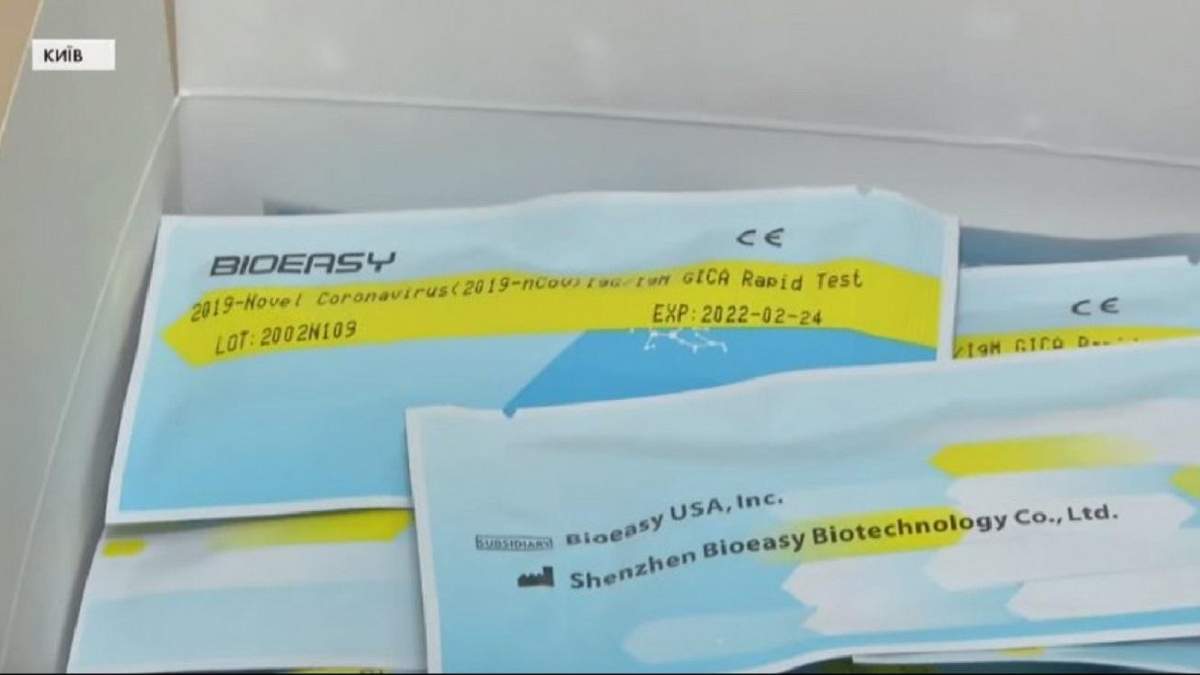 КИЇВ
BIOEASY
CE
2019-Novel Coronavirus(2019-nCoV) IgG/IgM GICA Rapid Test
LOT:2002N109
EXP:2022-02-24
CE
/IgM GICA
SUBSIDIARY Bioeasy USA, Inc.
Shenzhen Bioeasy Biotechnology Co., Ltd.